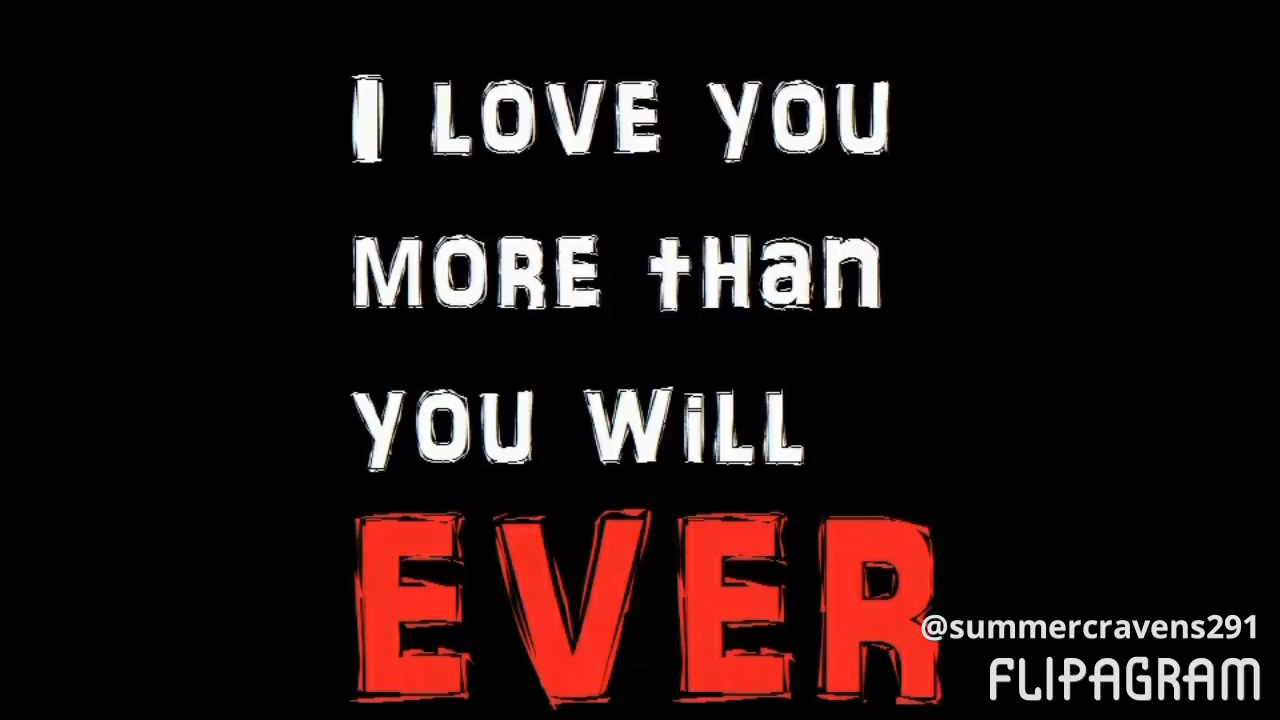 I LOVE YOU
MORE tHan
YOU WiLL
EVER
@summercravens291
FLIPAGRAM